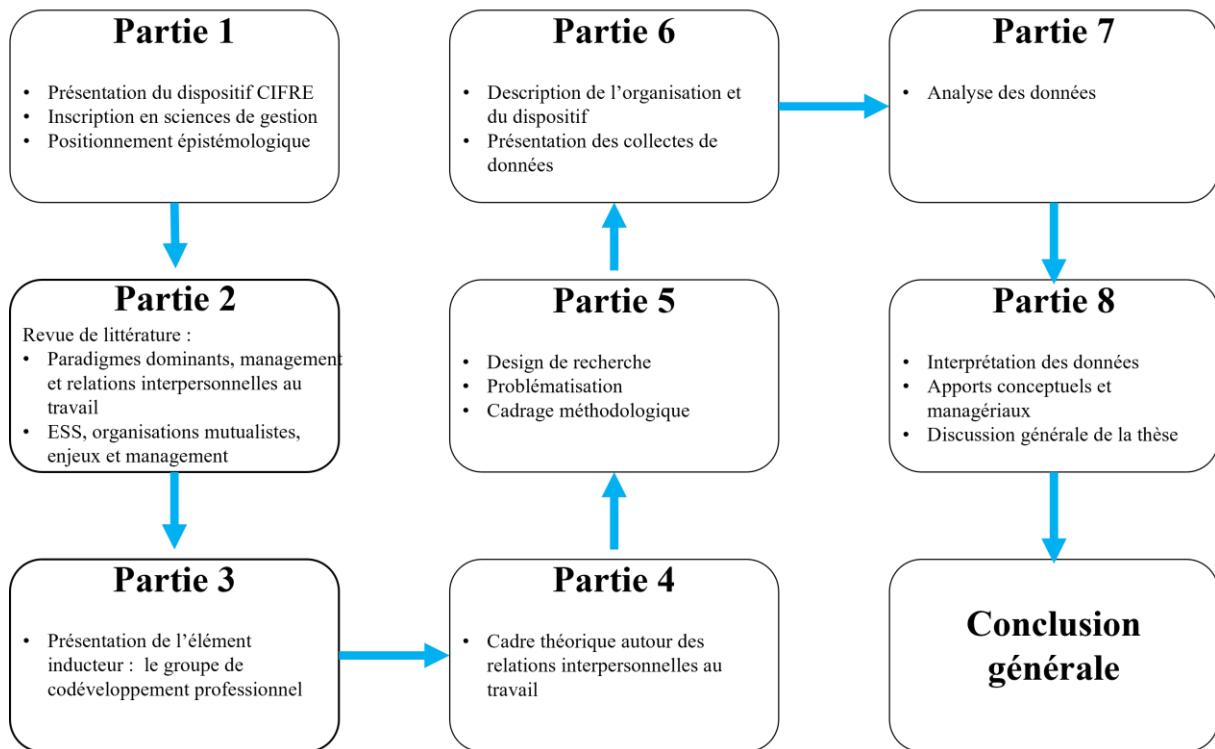 Partie 1
• Présentation du dispositif CIFRE
• Inscription en sciences de gestion
• Positionnement épistémologique
Partie 2
Revue de littérature :
• Paradigmes dominants, management
et relations interpersonnelles au
travail
• ESS, organisations mutualistes,
enjeux et management
Partie 3
• Présentation de l’élément
inducteur : le groupe de
codéveloppement professionnel
Partie 4
• Cadre théorique autour des
relations interpersonnelles au
travail
Partie 5
• Design de recherche
• Problématisation
• Cadrage méthodologique
Partie 6
• Description de l’organisation et
du dispositif
• Présentation des collectes de
données
Partie 7
• Analyse des données
Partie 8
• Interprétation des données
• Apports conceptuels et
managériaux
• Discussion générale de la thèse
Conclusion
générale